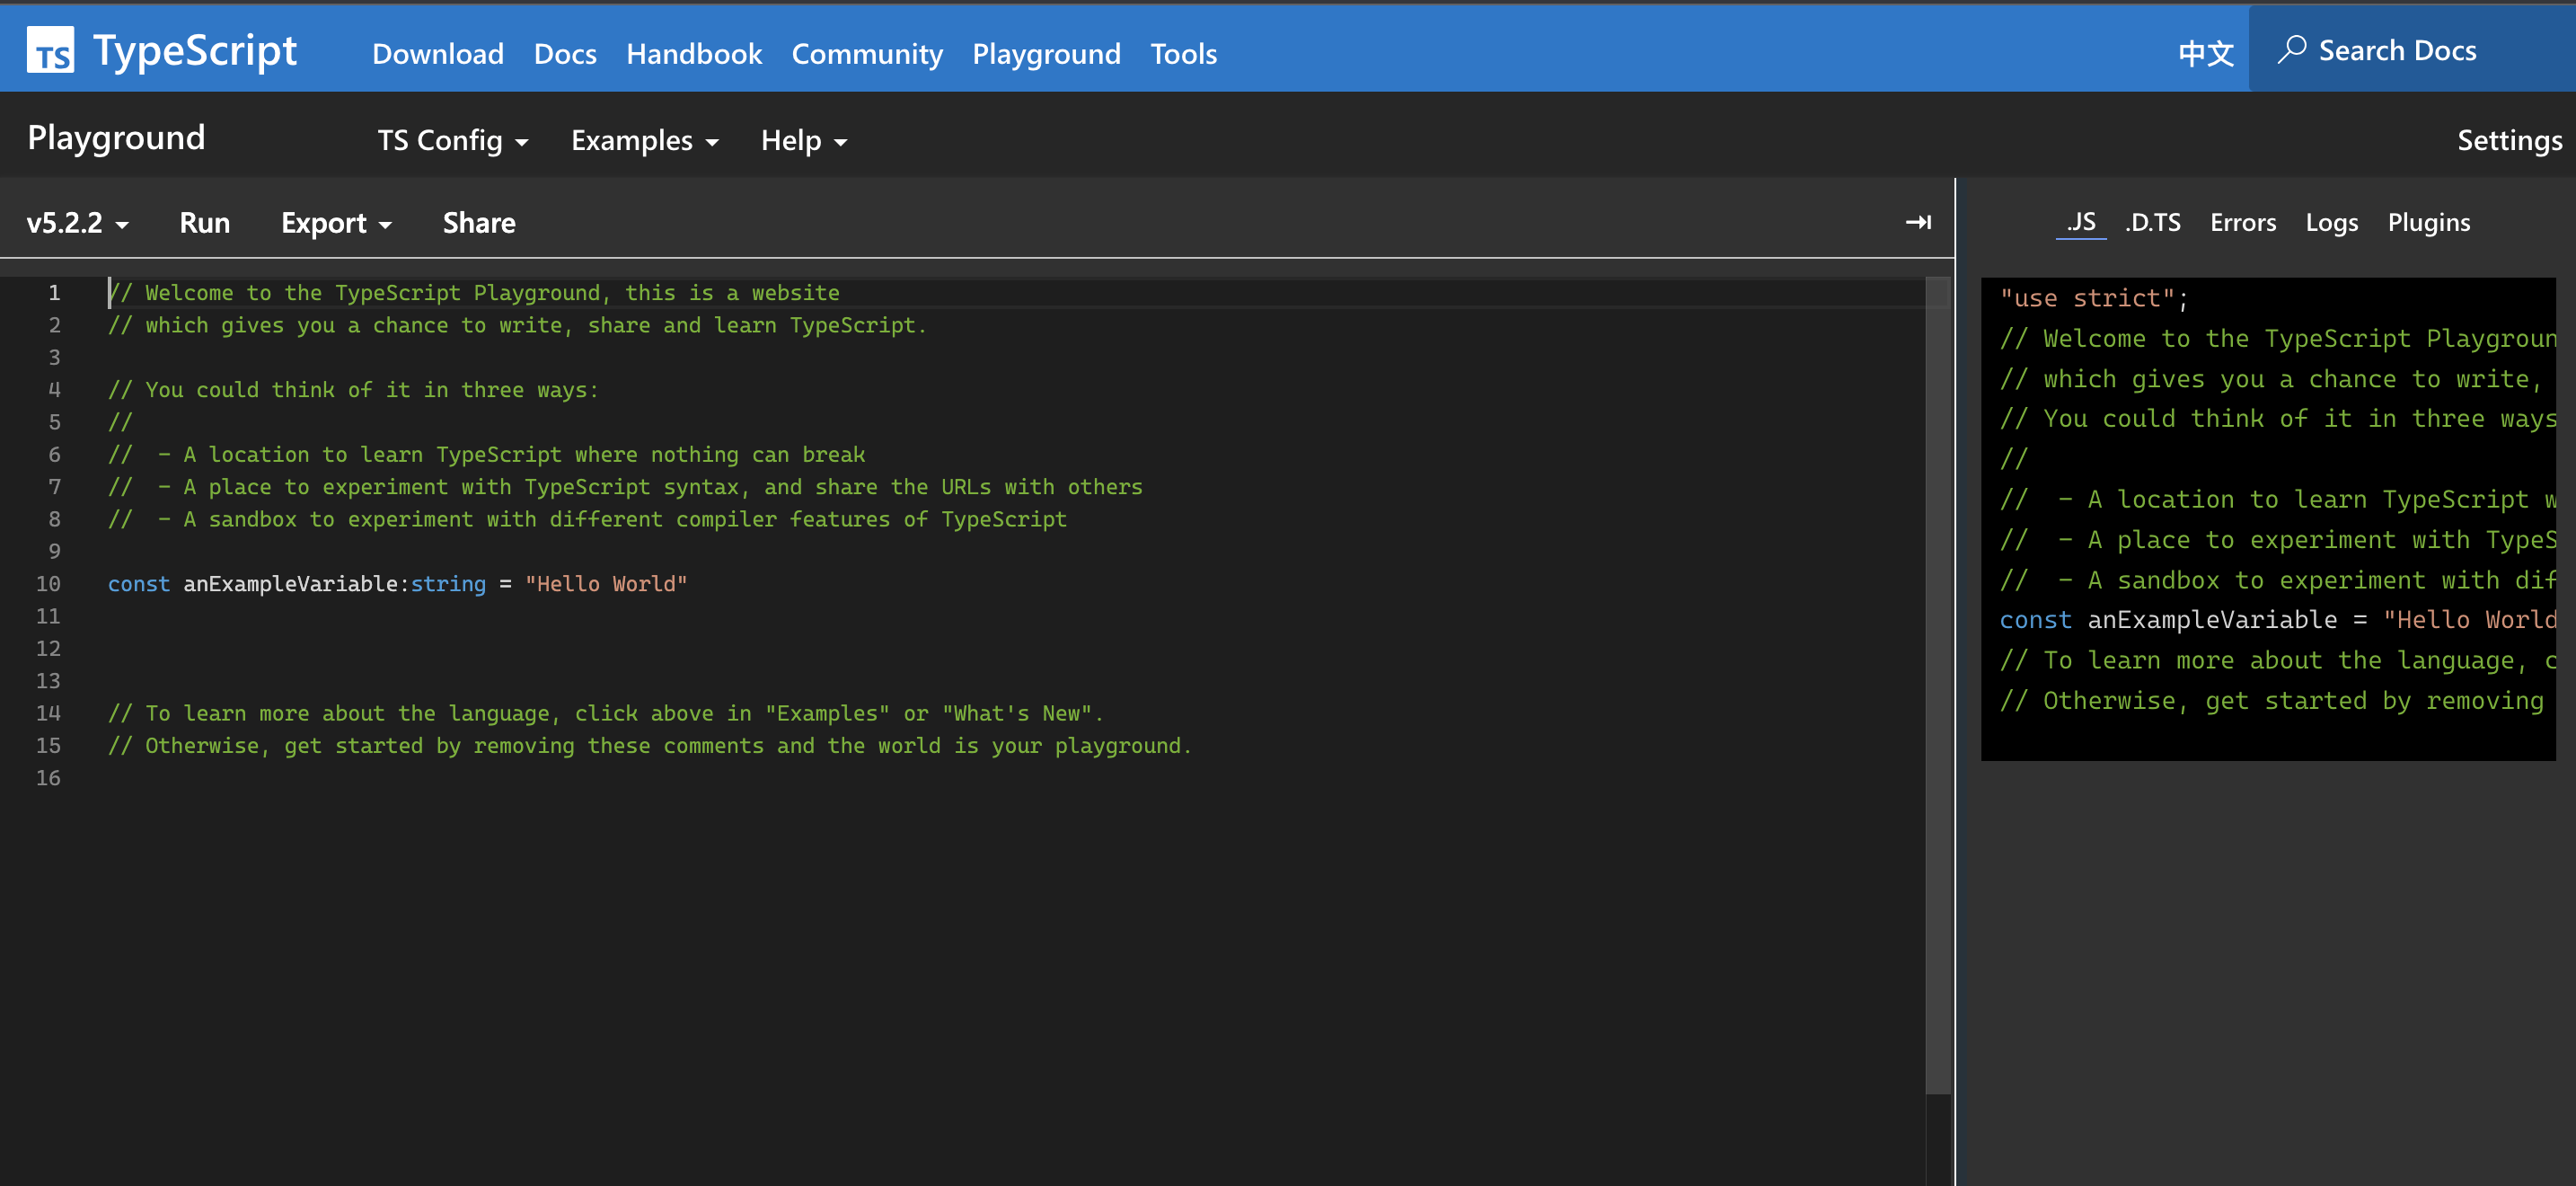 TS TypeScript Download Docs Handbook Community Playground Tools 中文 Search Docs
Playground TS Config Examples Help Settings
v5.2.2 Run Export Share
.JS .D.TS Errors Logs Plugins
1 // Welcome to the TypeScript Playground, this is a website
2 // which gives you a chance to write, share and learn TypeScript.
3
4 // You could think of it in three ways:
5 //
6 //  - A location to learn TypeScript where nothing can break
7 //  - A place to experiment with TypeScript syntax, and share the URLs with others
8 //  - A sandbox to experiment with different compiler features of TypeScript
9
10 const anExampleVariable:string = "Hello World"
11
12
13
14 // To learn more about the language, click above in "Examples" or "What's New".
15 // Otherwise, get started by removing these comments and the world is your playground.
16
"use strict";
// Welcome to the TypeScript Playgroun
// which gives you a chance to write,
// You could think of it in three ways
//
//  - A location to learn TypeScript w
//  - A place to experiment with TypeS
//  - A sandbox to experiment with dif
const anExampleVariable = "Hello World
// To learn more about the language, c
// Otherwise, get started by removing